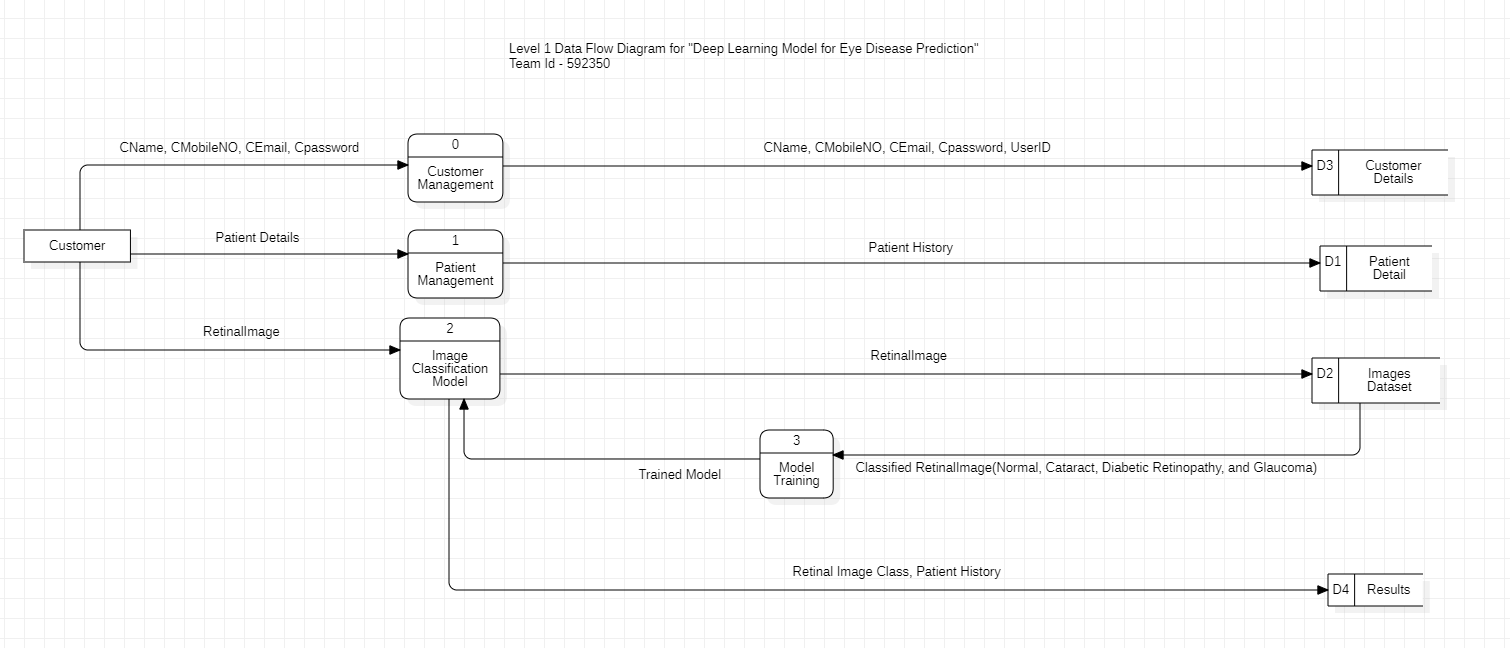 Level 1 Data Flow Diagram for "Deep Learning Model for Eye Disease Prediction"
Team Id - 592350
CName, CMobileNO, CEmail, Cpassword
0
Customer
Management
CName, CMobileNO, CEmail, Cpassword, UserID
D3
Customer
Details
Customer
Patient Details
1
Patient
Management
Patient History
D1
Patient
Detail
RetinalImage
2
Image
Classification
Model
RetinalImage
D2
Images
Dataset
3
Model
Training
Trained Model
Classified RetinalImage(Normal, Cataract, Diabetic Retinopathy, and Glaucoma)
Retinal Image Class, Patient History
D4
Results